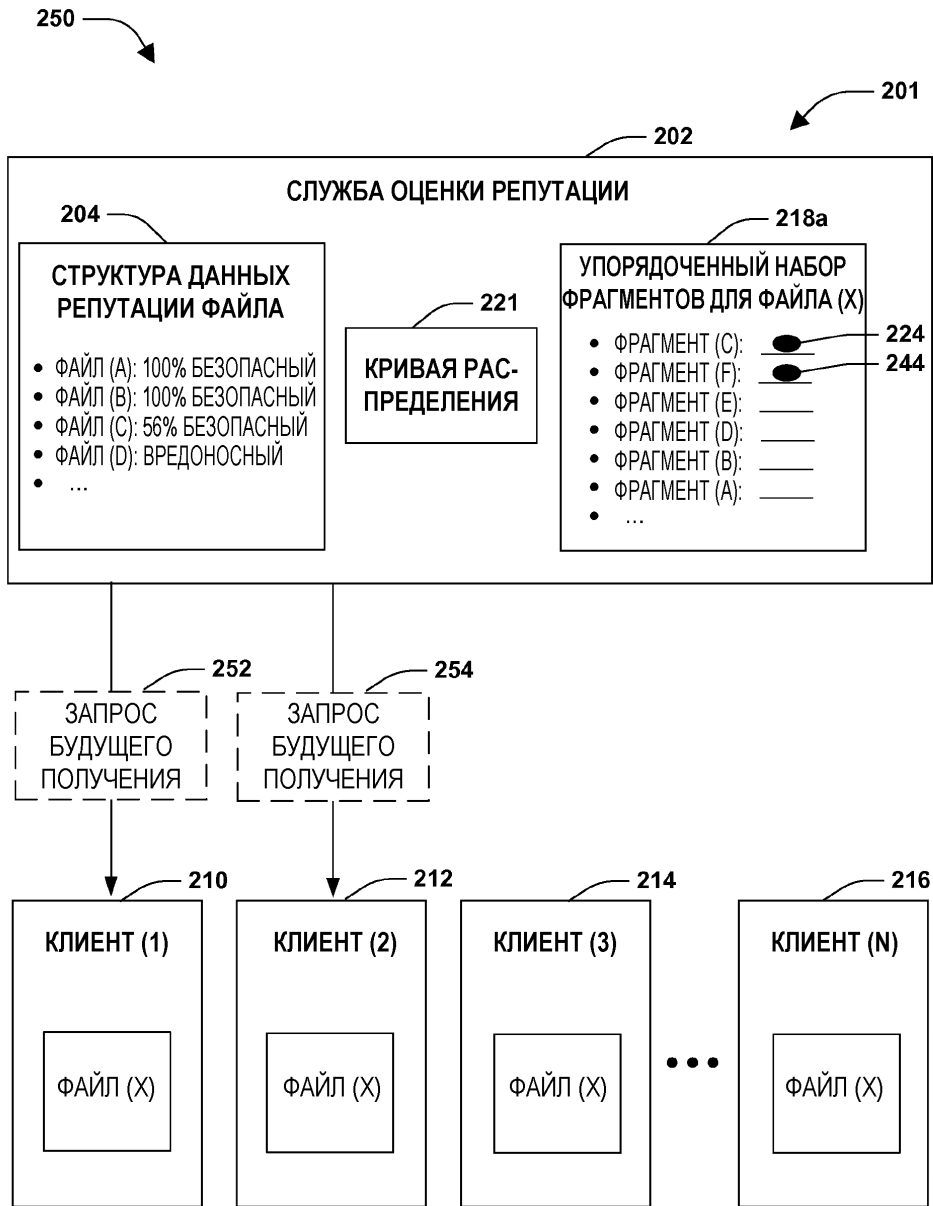 250
201
202
СЛУЖБА ОЦЕНКИ РЕПУТАЦИИ
204
СТРУКТУРА ДАННЫХ
РЕПУТАЦИИ ФАЙЛА
• ФАЙЛ (A): 100% БЕЗОПАСНЫЙ
• ФАЙЛ (B): 100% БЕЗОПАСНЫЙ
• ФАЙЛ (C): 56% БЕЗОПАСНЫЙ
• ФАЙЛ (D): ВРЕДОНОСНЫЙ
• ...
221
КРИВАЯ РАС-
ПРЕДЕЛЕНИЯ
218a
УПОРЯДОЧЕННЫЙ НАБОР
ФРАГМЕНТОВ ДЛЯ ФАЙЛА (X)
• ФРАГМЕНТ (C):
224
• ФРАГМЕНТ (F):
244
• ФРАГМЕНТ (E):
• ФРАГМЕНТ (D):
• ФРАГМЕНТ (B):
• ФРАГМЕНТ (A):
• ...
252
ЗАПРОС
БУДУЩЕГО
ПОЛУЧЕНИЯ
254
ЗАПРОС
БУДУЩЕГО
ПОЛУЧЕНИЯ
210
КЛИЕНТ (1)
ФАЙЛ (X)
212
КЛИЕНТ (2)
ФАЙЛ (X)
214
КЛИЕНТ (3)
ФАЙЛ (X)
216
КЛИЕНТ (N)
ФАЙЛ (X)